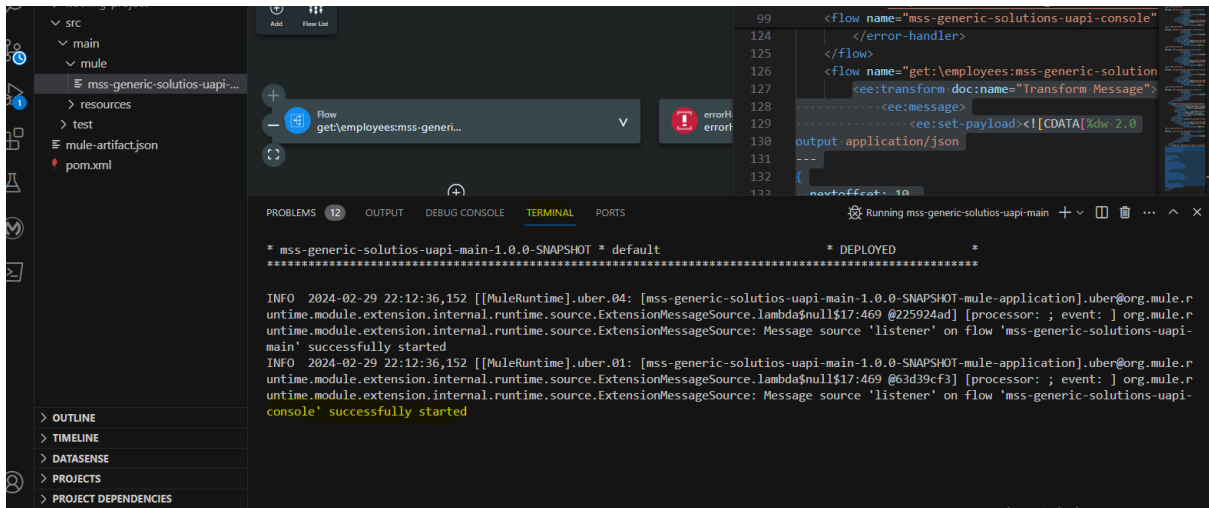 src
main
mule
mss-generic-solutios-uapi-...
resources
test
mule-artifact.json
pom.xml
OUTLINE
TIMELINE
DATASENSE
PROJECTS
PROJECT DEPENDENCIES
Add Flow List
Flow
get:\employees:mss-generi...
99 <flow name="mss-generic-solutions-uapi-console"
124 </error-handler>
125 </flow>
126 <flow name="get:\employees:mss-generic-solution
127 <ee:transform doc:name="Transform Message">
128 <ee:message>
129 <ee:set-payload><![CDATA[%dw 2.0
130 output application/json
131 ---
132 {
133 nextoffset: 10
PROBLEMS 12 OUTPUT DEBUG CONSOLE TERMINAL PORTS Running mss-generic-solutios-uapi-main
* mss-generic-solutios-uapi-main-1.0.0-SNAPSHOT * default * DEPLOYED *
INFO 2024-02-29 22:12:36,152 [[MuleRuntime].uber.04: [mss-generic-solutios-uapi-main-1.0.0-SNAPSHOT-mule-application].uber@org.mule.r
untime.module.extension.internal.runtime.source.ExtensionMessageSource.lambda$null$17:469 @225924ad] [processor: ; event: ] org.mule.r
untime.module.extension.internal.runtime.source.ExtensionMessageSource: Message source 'listener' on flow 'mss-generic-solutions-uapi-
main' successfully started
INFO 2024-02-29 22:12:36,152 [[MuleRuntime].uber.01: [mss-generic-solutios-uapi-main-1.0.0-SNAPSHOT-mule-application].uber@org.mule.r
untime.module.extension.internal.runtime.source.ExtensionMessageSource.lambda$null$17:469 @63d39cf3] [processor: ; event: ] org.mule.r
untime.module.extension.internal.runtime.source.ExtensionMessageSource: Message source 'listener' on flow 'mss-generic-solutions-uapi-
console' successfully started